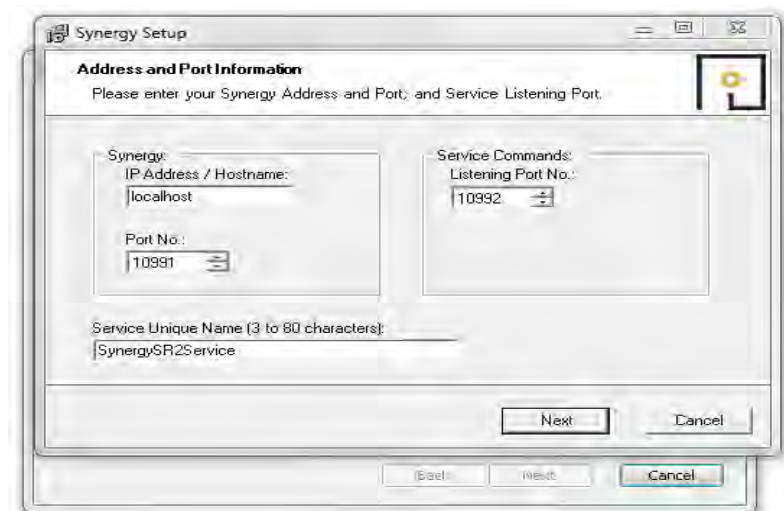 Synergy Setup
Address and Port Information
Please enter your Synergy Address and Port, and Service Listening Port.
Synergy:
IP Address / Hostname:
localhost
Port No.:
10991
Service Commands:
Listening Port No.:
10992
Service Unique Name (3 to 80 characters):
SynergySR2Service
Next
Cancel
Back
Next
Cancel